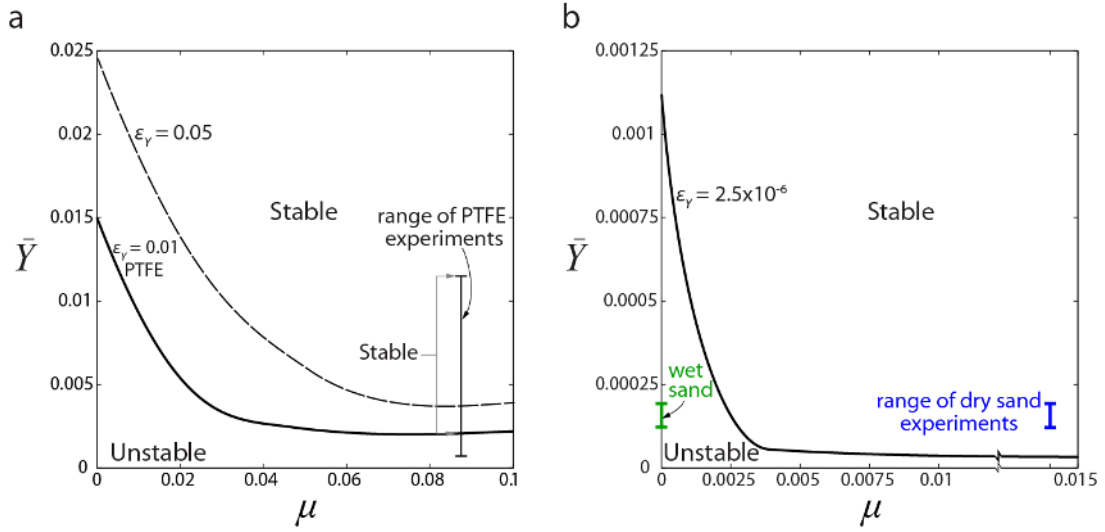 a
0.025
0.02
0.015
0.01
0.005
0
Ȳ
εY = 0.05
εY = 0.01
PTFE
Stable
range of PTFE
experiments
Stable
Unstable
0
0.02
0.04
0.06
0.08
0.1
μ
b
0.00125
0.001
0.00075
0.0005
0.00025
0
Ȳ
εY = 2.5x10⁻⁶
Stable
wet
sand
range of dry sand
experiments
Unstable
0
0.0025
0.005
0.0075
0.01
0.015
μ